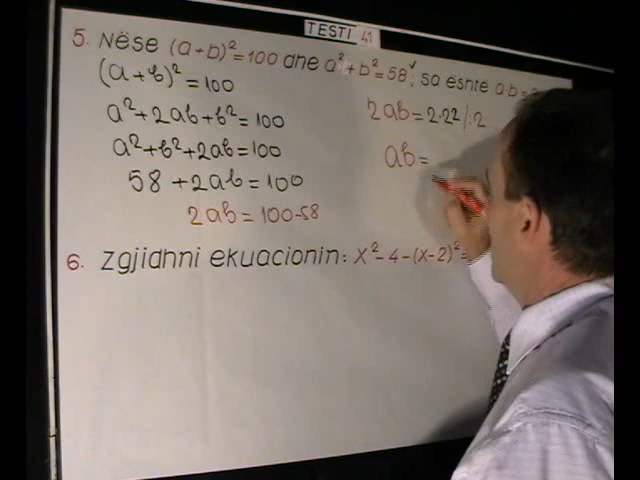 TESTI 41
5. Nëse (a+b)²=100 dhe a²+b²=58; sa është ab=
(a+b)²=100
a²+2ab+b²=100
a²+b²+2ab=100
58+2ab=100
2ab=100-58
2ab=2·22/:2
ab=
6. Zgjidhni ekuacionin: x²-4-(x-2)²=